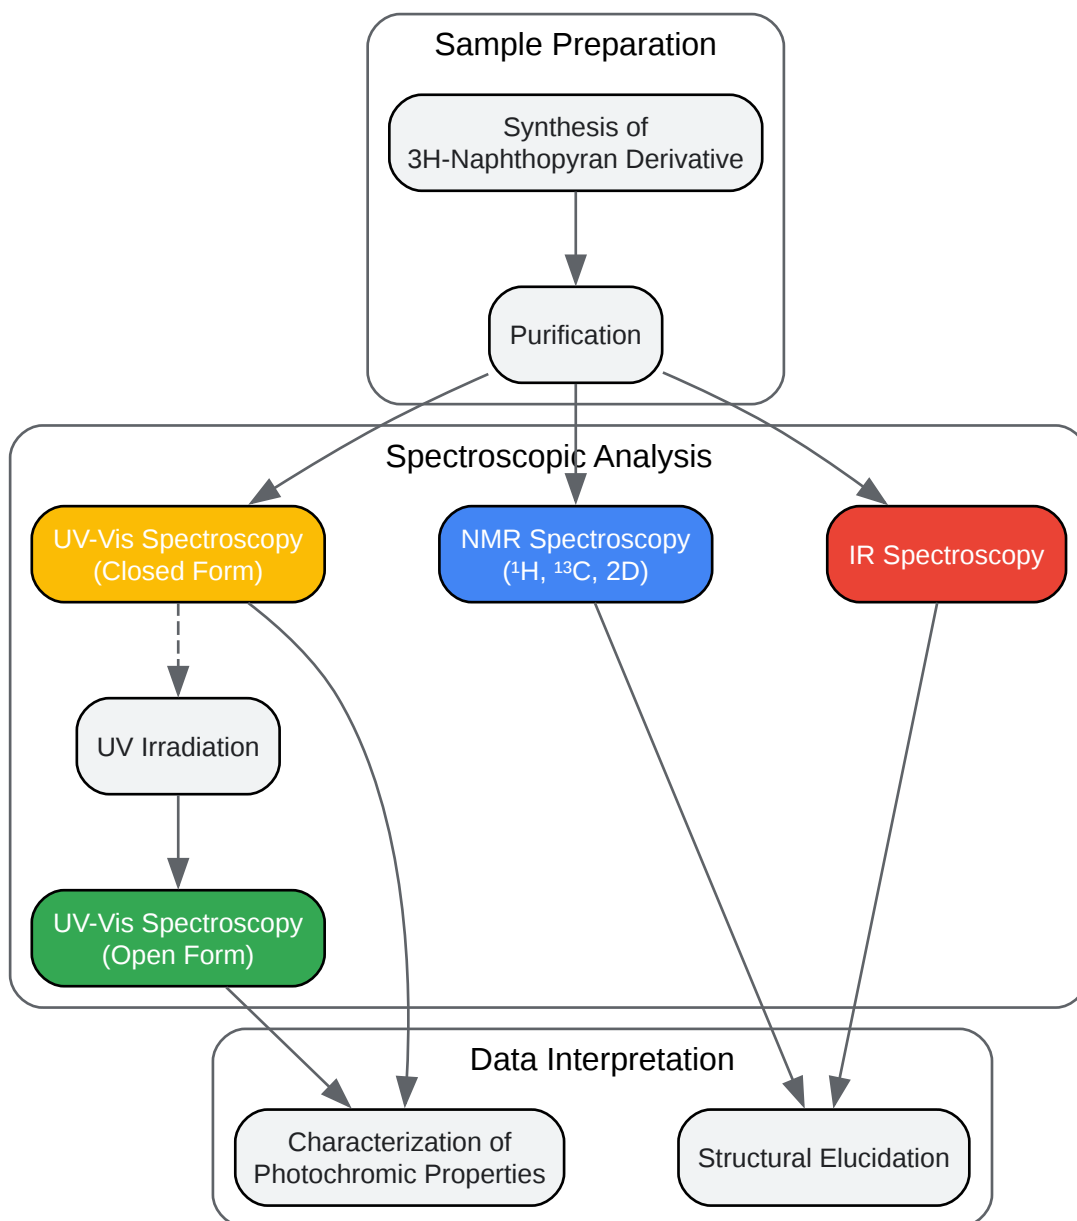 Sample Preparation
Synthesis of
3H-Naphthopyran Derivative
Purification
Spectroscopic Analysis
UV-Vis Spectroscopy
(Closed Form)
NMR Spectroscopy
(¹H, ¹³C, 2D)
IR Spectroscopy
UV Irradiation
UV-Vis Spectroscopy
(Open Form)
Data Interpretation
Characterization of
Photochromic Properties
Structural Elucidation